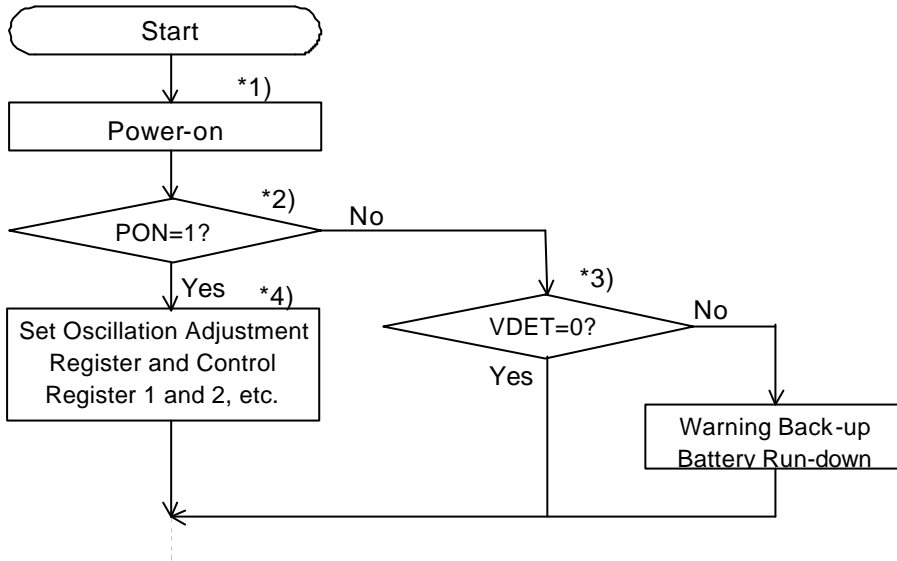 Start
*1)
Power-on
*2)
No
PON=1?
*3)
Yes
*4)
No
Set Oscillation Adjustment
Register and Control
Register 1 and 2, etc.
VDET=0?
Yes
Warning Back-up
Battery Run-down